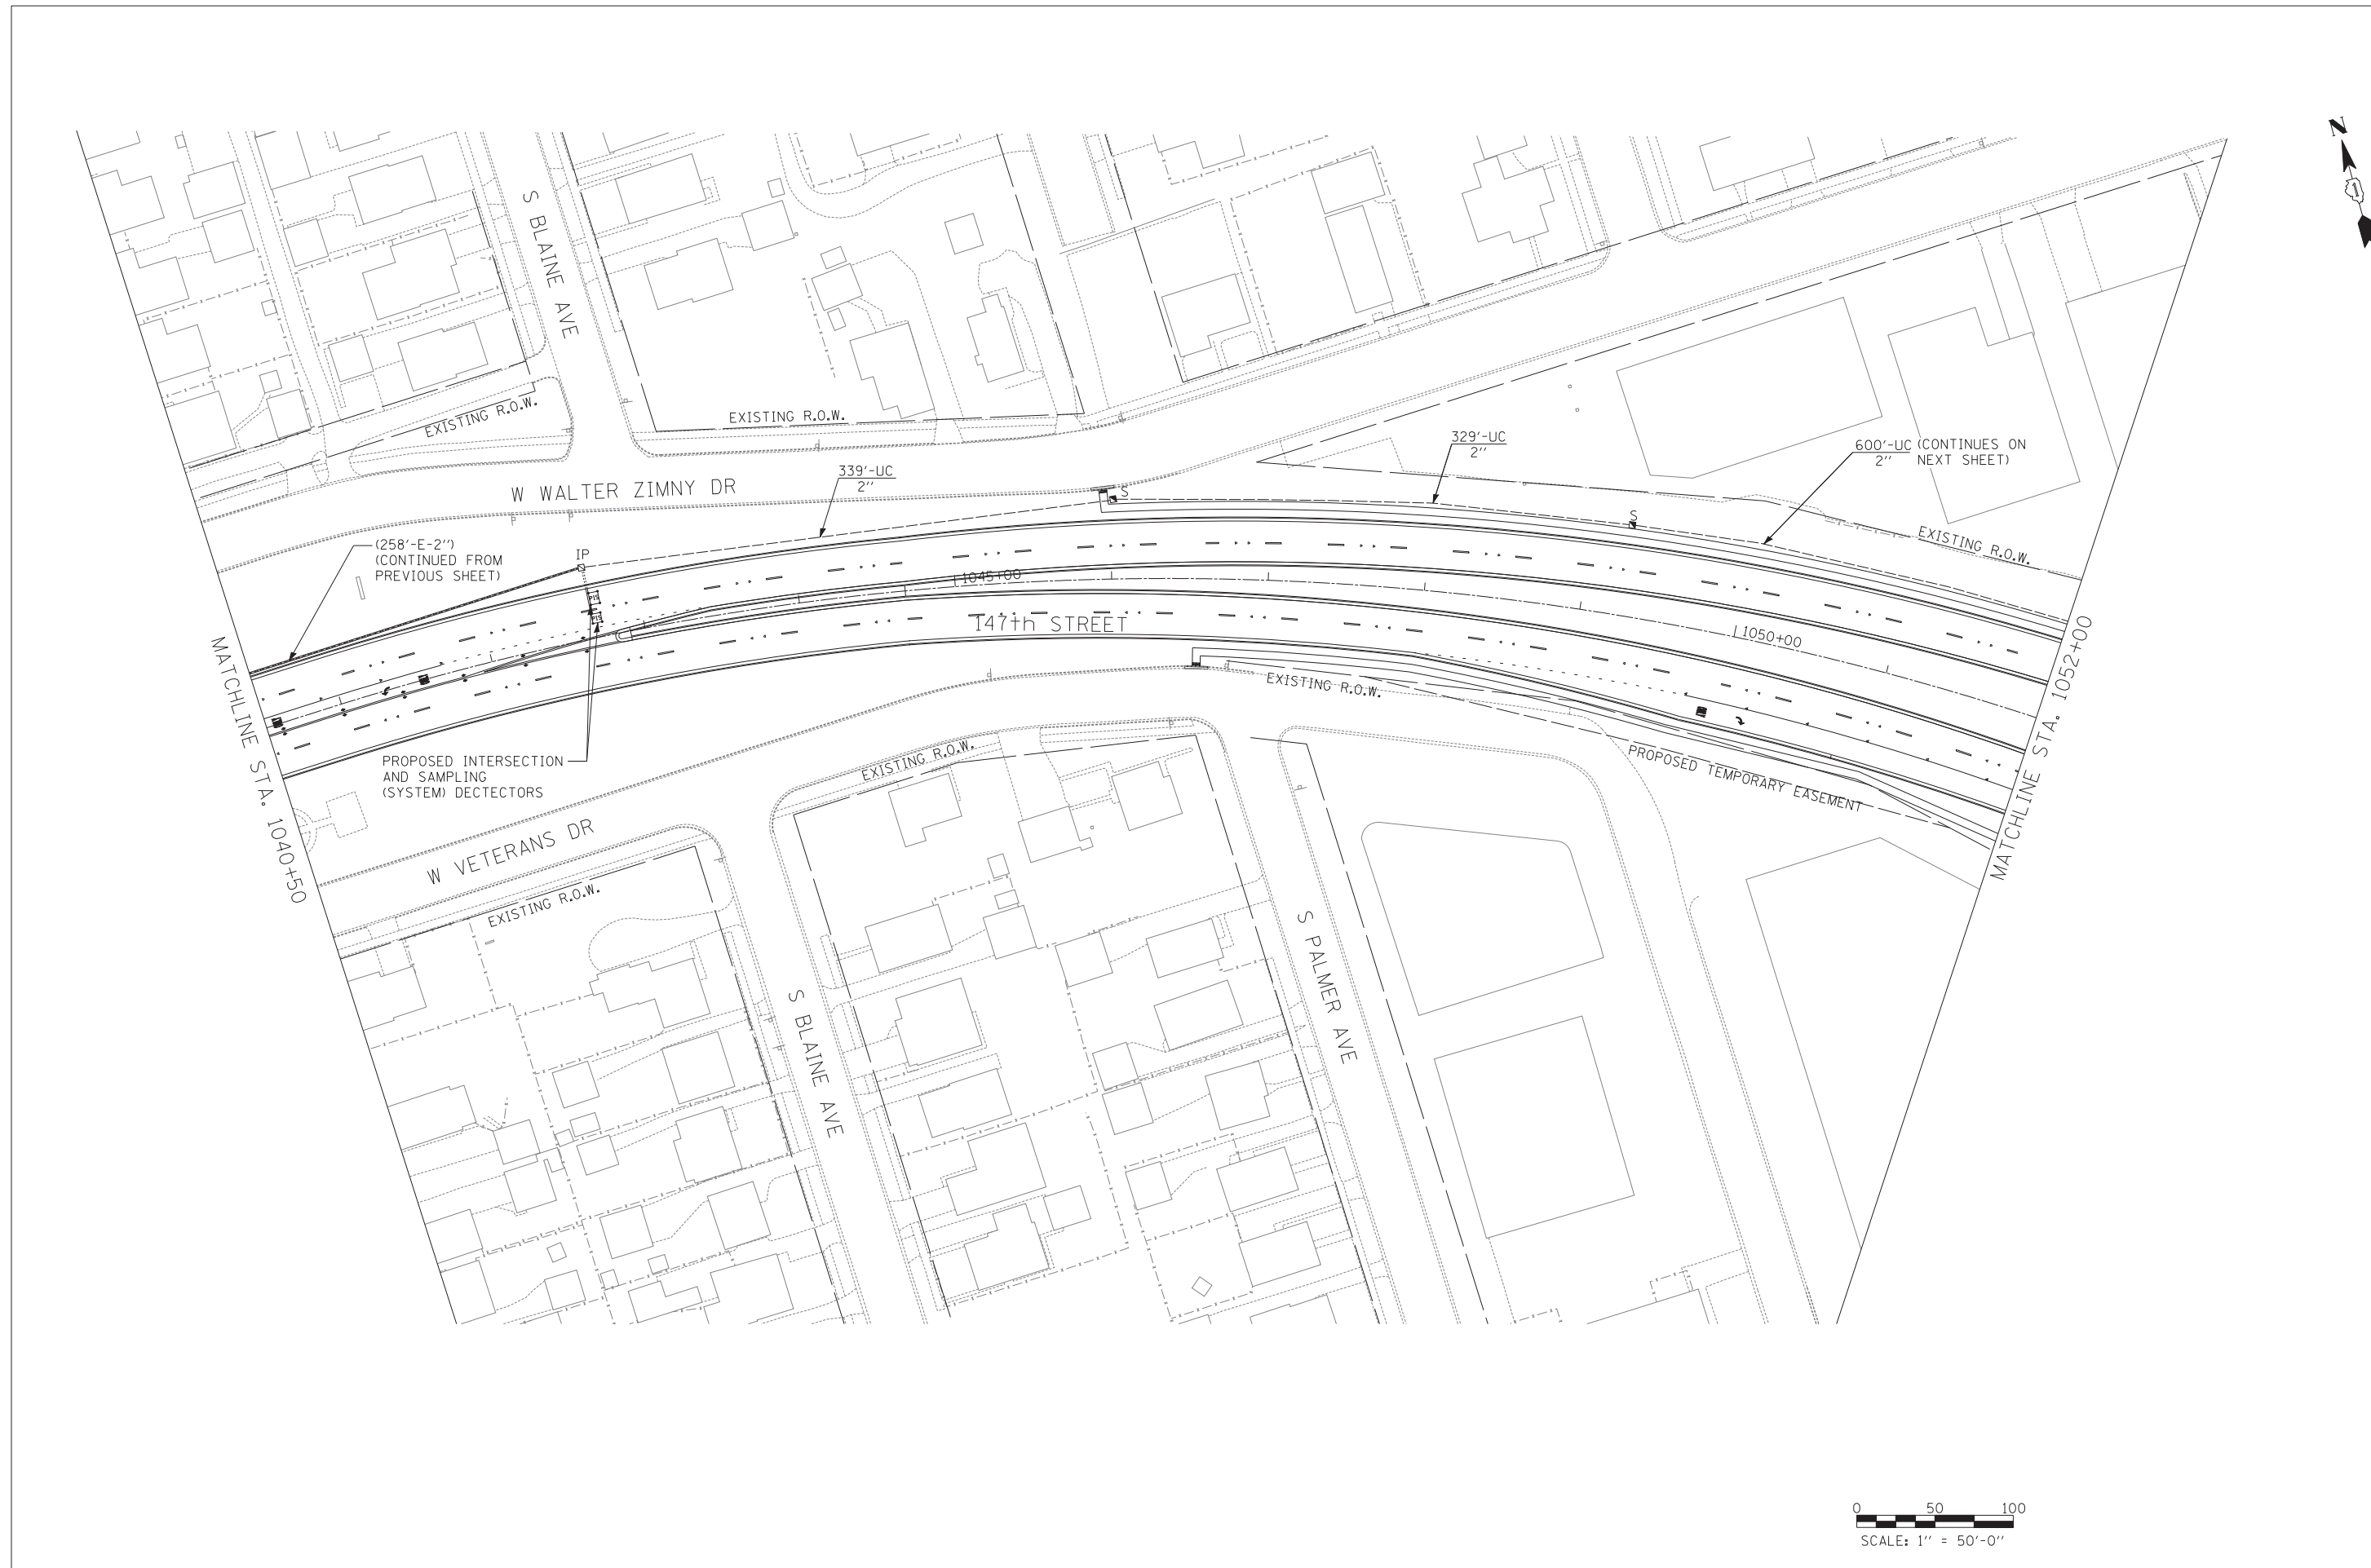 N
1
S BLAINE AVE
EXISTING R.O.W.
EXISTING R.O.W.
329'-UC
2''
600'-UC (CONTINUES ON
2'' NEXT SHEET)
339'-UC
2''
W WALTER ZIMNY DR
S
S
EXISTING R.O.W.
(258'-E-2'')
(CONTINUED FROM
PREVIOUS SHEET)
IP
PIS
PIS
1045+00
147th STREET
1050+00
EXISTING R.O.W.
MATCHLINE STA. 1040+50
MATCHLINE STA. 1052+00
PROPOSED INTERSECTION
AND SAMPLING
(SYSTEM) DECTECTORS
EXISTING R.O.W.
PROPOSED TEMPORARY EASEMENT
W VETERANS DR
EXISTING R.O.W.
S PALMER AVE
S BLAINE AVE
0 50 100
SCALE: 1'' = 50'-0''